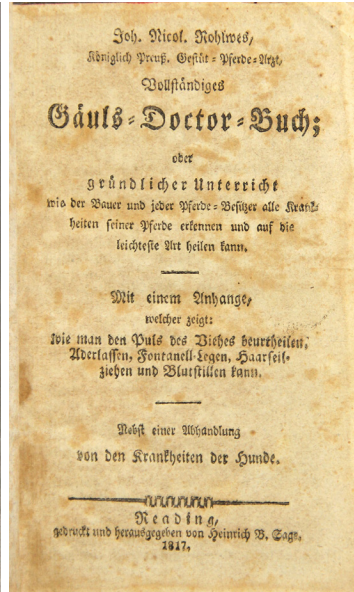 Joh. Nicol. Rohlwes,
Königlich Preuß. Gestüt-Pferde-Arzt,
Vollständiges
Gäuls-Doctor-Buch;
oder
gründlicher Unterricht
wie der Bauer und jeder Pferde-Besitzer alle Krank-
heiten seiner Pferde erkennen und auf die
leichteste Art heilen kann.
Mit einem Anhange,
welcher zeigt:
wie man den Puls des Viehes beurtheilen,
Aderlassen, Fontanell-Legen, Haarseil-
ziehen und Blutstillen kann.
Nebst einer Abhandlung
von den Krankheiten der Hunde.
Reading,
gedruckt und herausgegeben von Heinrich B. Sage,
1817.